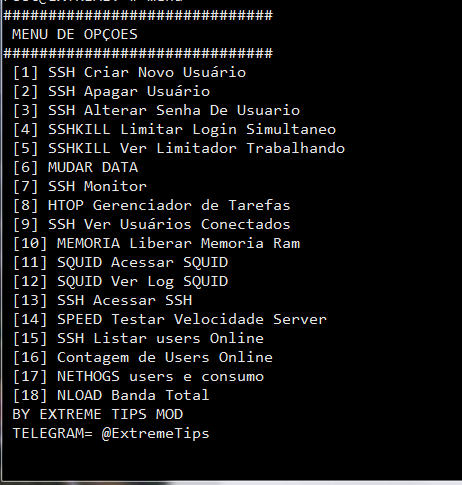 ##############################
MENU DE OPÇOES
##############################
[1] SSH Criar Novo Usuário
[2] SSH Apagar Usuário
[3] SSH Alterar Senha De Usuario
[4] SSHKILL Limitar Login Simultaneo
[5] SSHKILL Ver Limitador Trabalhando
[6] MUDAR DATA
[7] SSH Monitor
[8] HTOP Gerenciador de Tarefas
[9] SSH Ver Usuários Conectados
[10] MEMORIA Liberar Memoria Ram
[11] SQUID Acessar SQUID
[12] SQUID Ver Log SQUID
[13] SSH Acessar SSH
[14] SPEED Testar Velocidade Server
[15] SSH Listar users Online
[16] Contagem de Users Online
[17] NETHOGS users e consumo
[18] NLOAD Banda Total
BY EXTREME TIPS MOD
TELEGRAM= @ExtremeTips